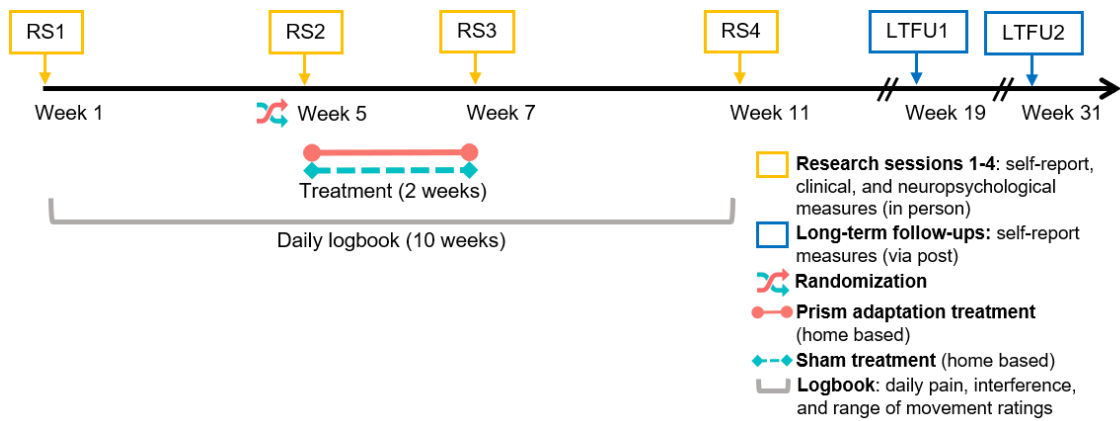 RS1
RS2
RS3
RS4
LTFU1
LTFU2
Week 1
Week 5
Week 7
Week 11
Week 19
Week 31
Treatment (2 weeks)
Daily logbook (10 weeks)
Research sessions 1-4: self-report,
clinical, and neuropsychological
measures (in person)
Long-term follow-ups: self-report
measures (via post)
Randomization
Prism adaptation treatment
(home based)
Sham treatment (home based)
Logbook: daily pain, interference,
and range of movement ratings